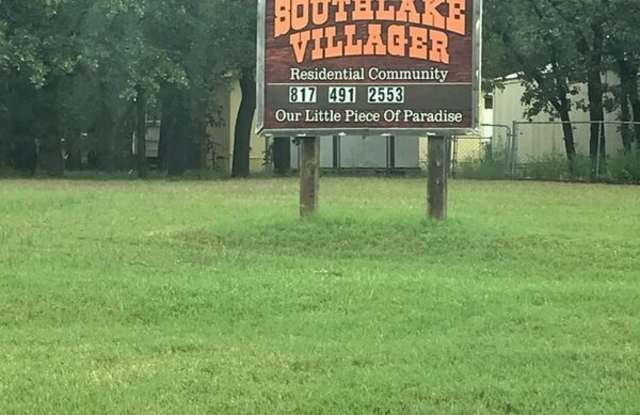 SOUTHLAKE
VILLAGER
Residential Community
817 491 2553
Our Little Piece Of Paradise